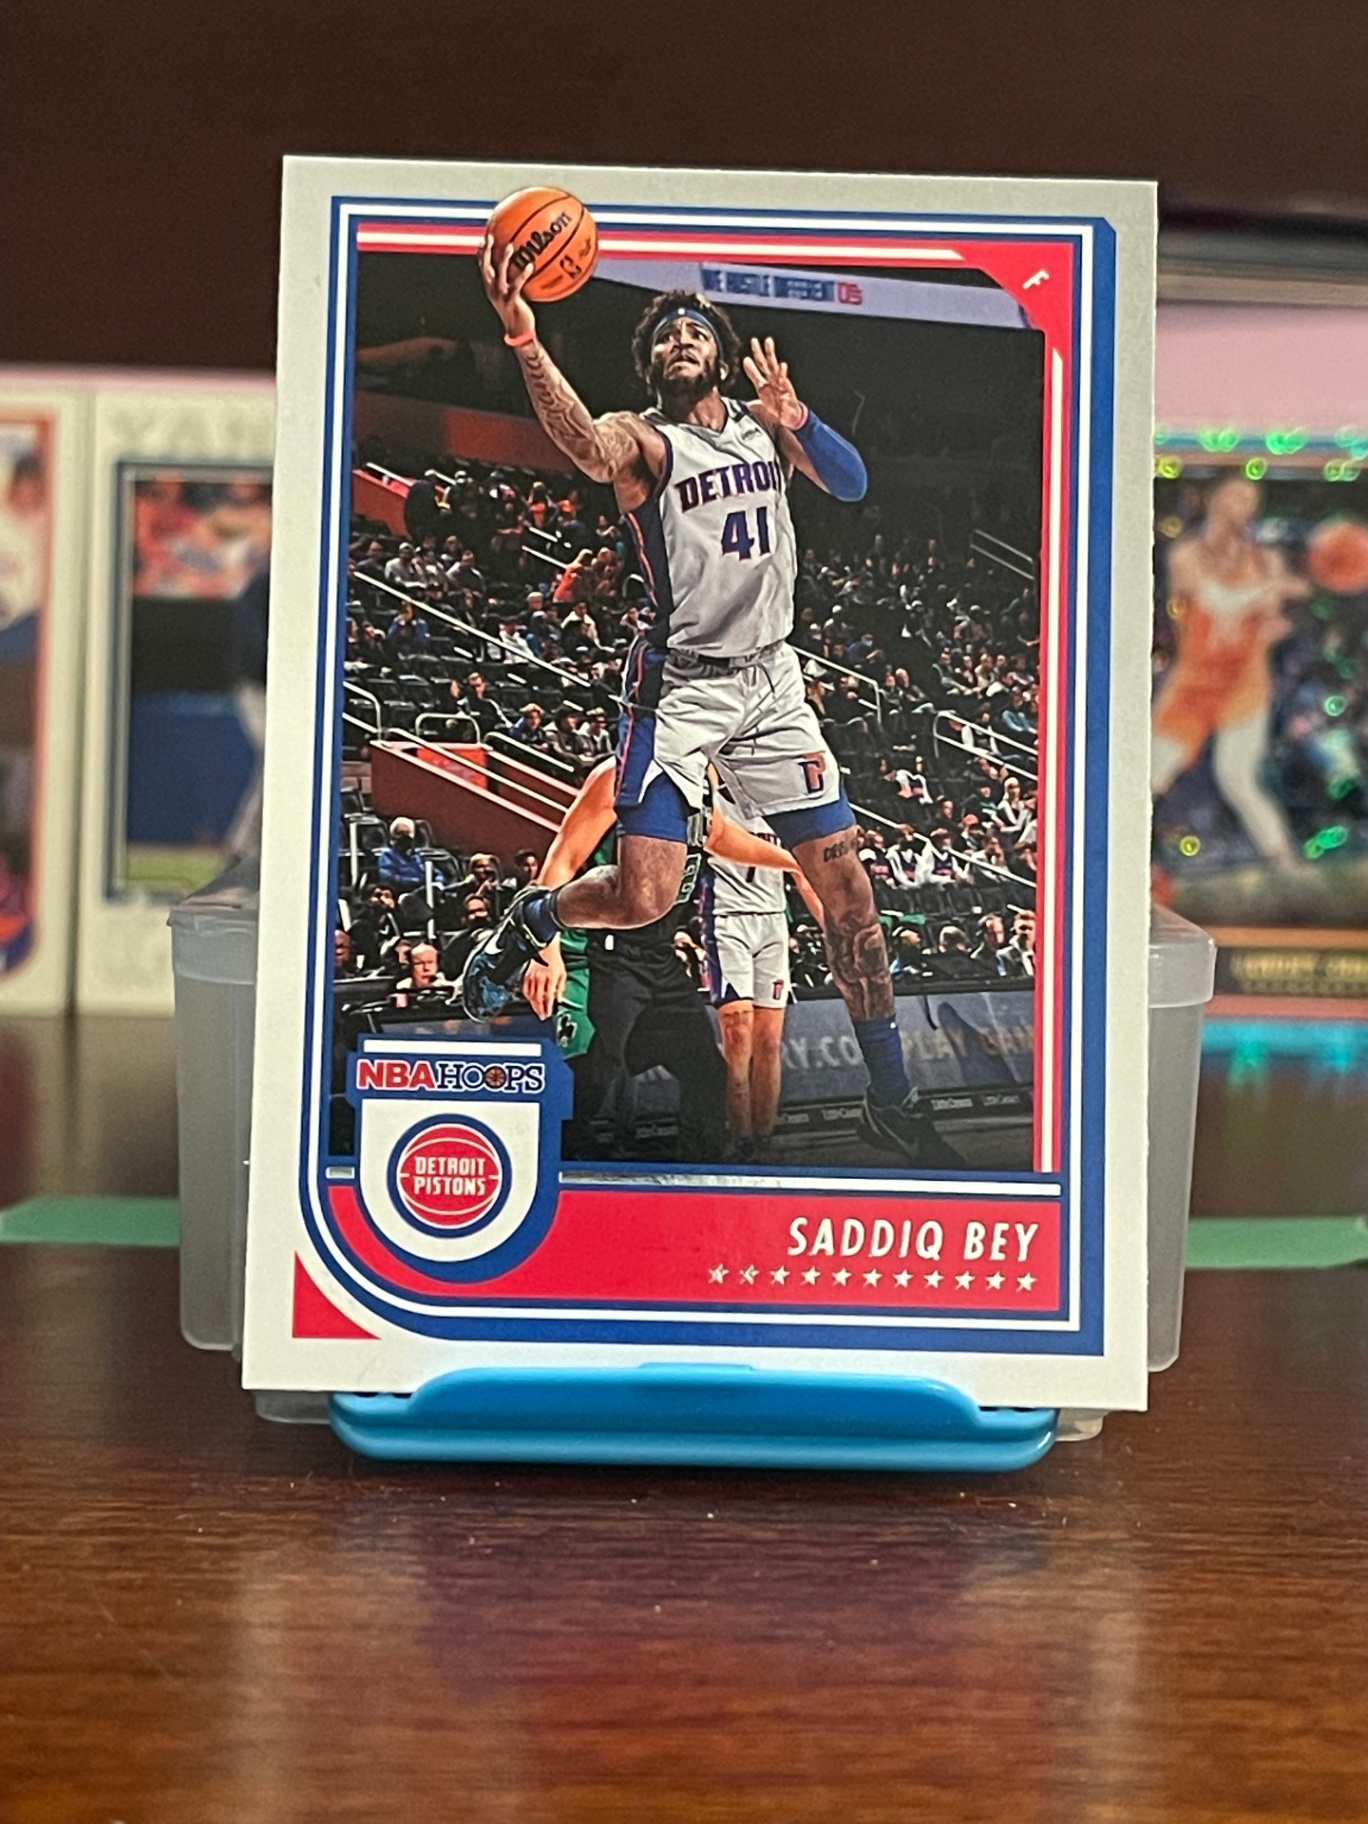 Wilson
WE HUSTLE DIFFERENT
F
DETROIT
41
NBA HOOPS
DETROIT
PISTONS
SADDIQ BEY